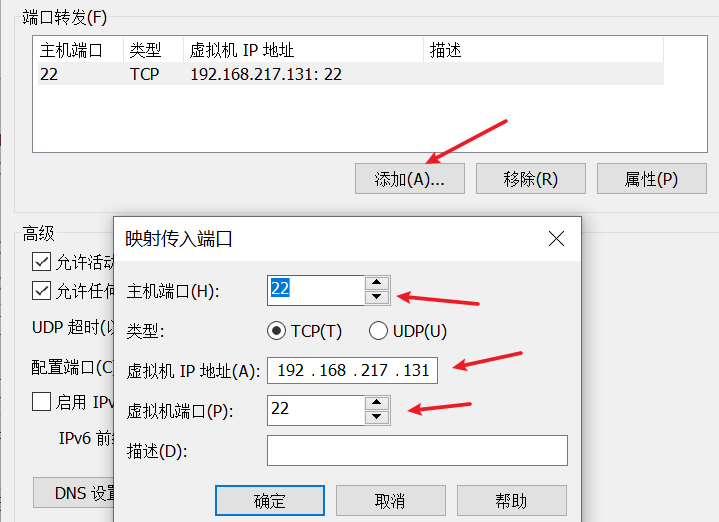 端口转发(F)
主机端口 类型 虚拟机 IP 地址 描述
22 TCP 192.168.217.131: 22
添加(A)... 移除(R) 属性(P)
高级
允许活动
允许任何
UDP 超时(以
配置端口(C)
启用 IPv
IPv6 前
DNS 设置
映射传入端口
主机端口(H): 22
类型: TCP(T) UDP(U)
虚拟机 IP 地址(A): 192 . 168 . 217 . 131
虚拟机端口(P): 22
描述(D):
确定 取消 帮助